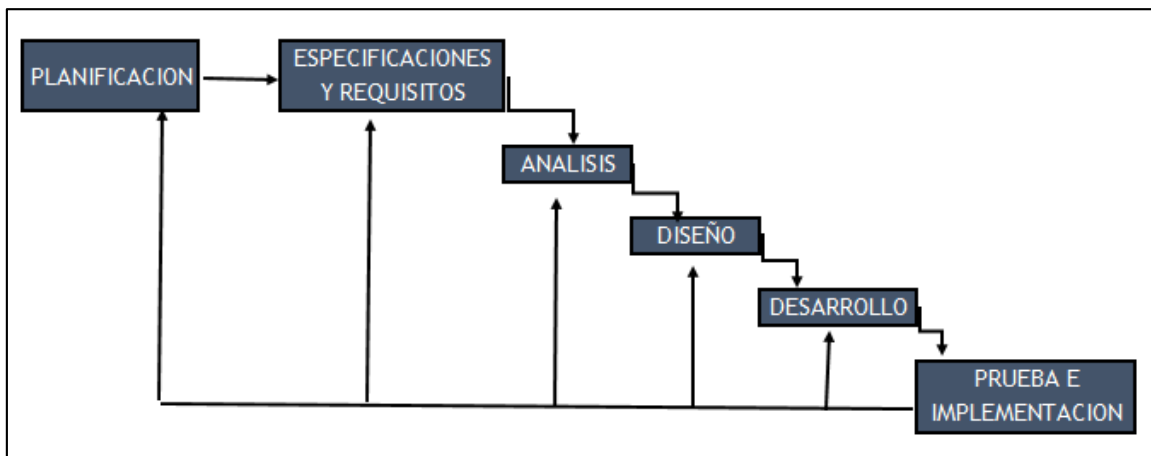 PLANIFICACION
ESPECIFICACIONES
Y REQUISITOS
ANALISIS
DISEÑO
DESARROLLO
PRUEBA E
IMPLEMENTACION